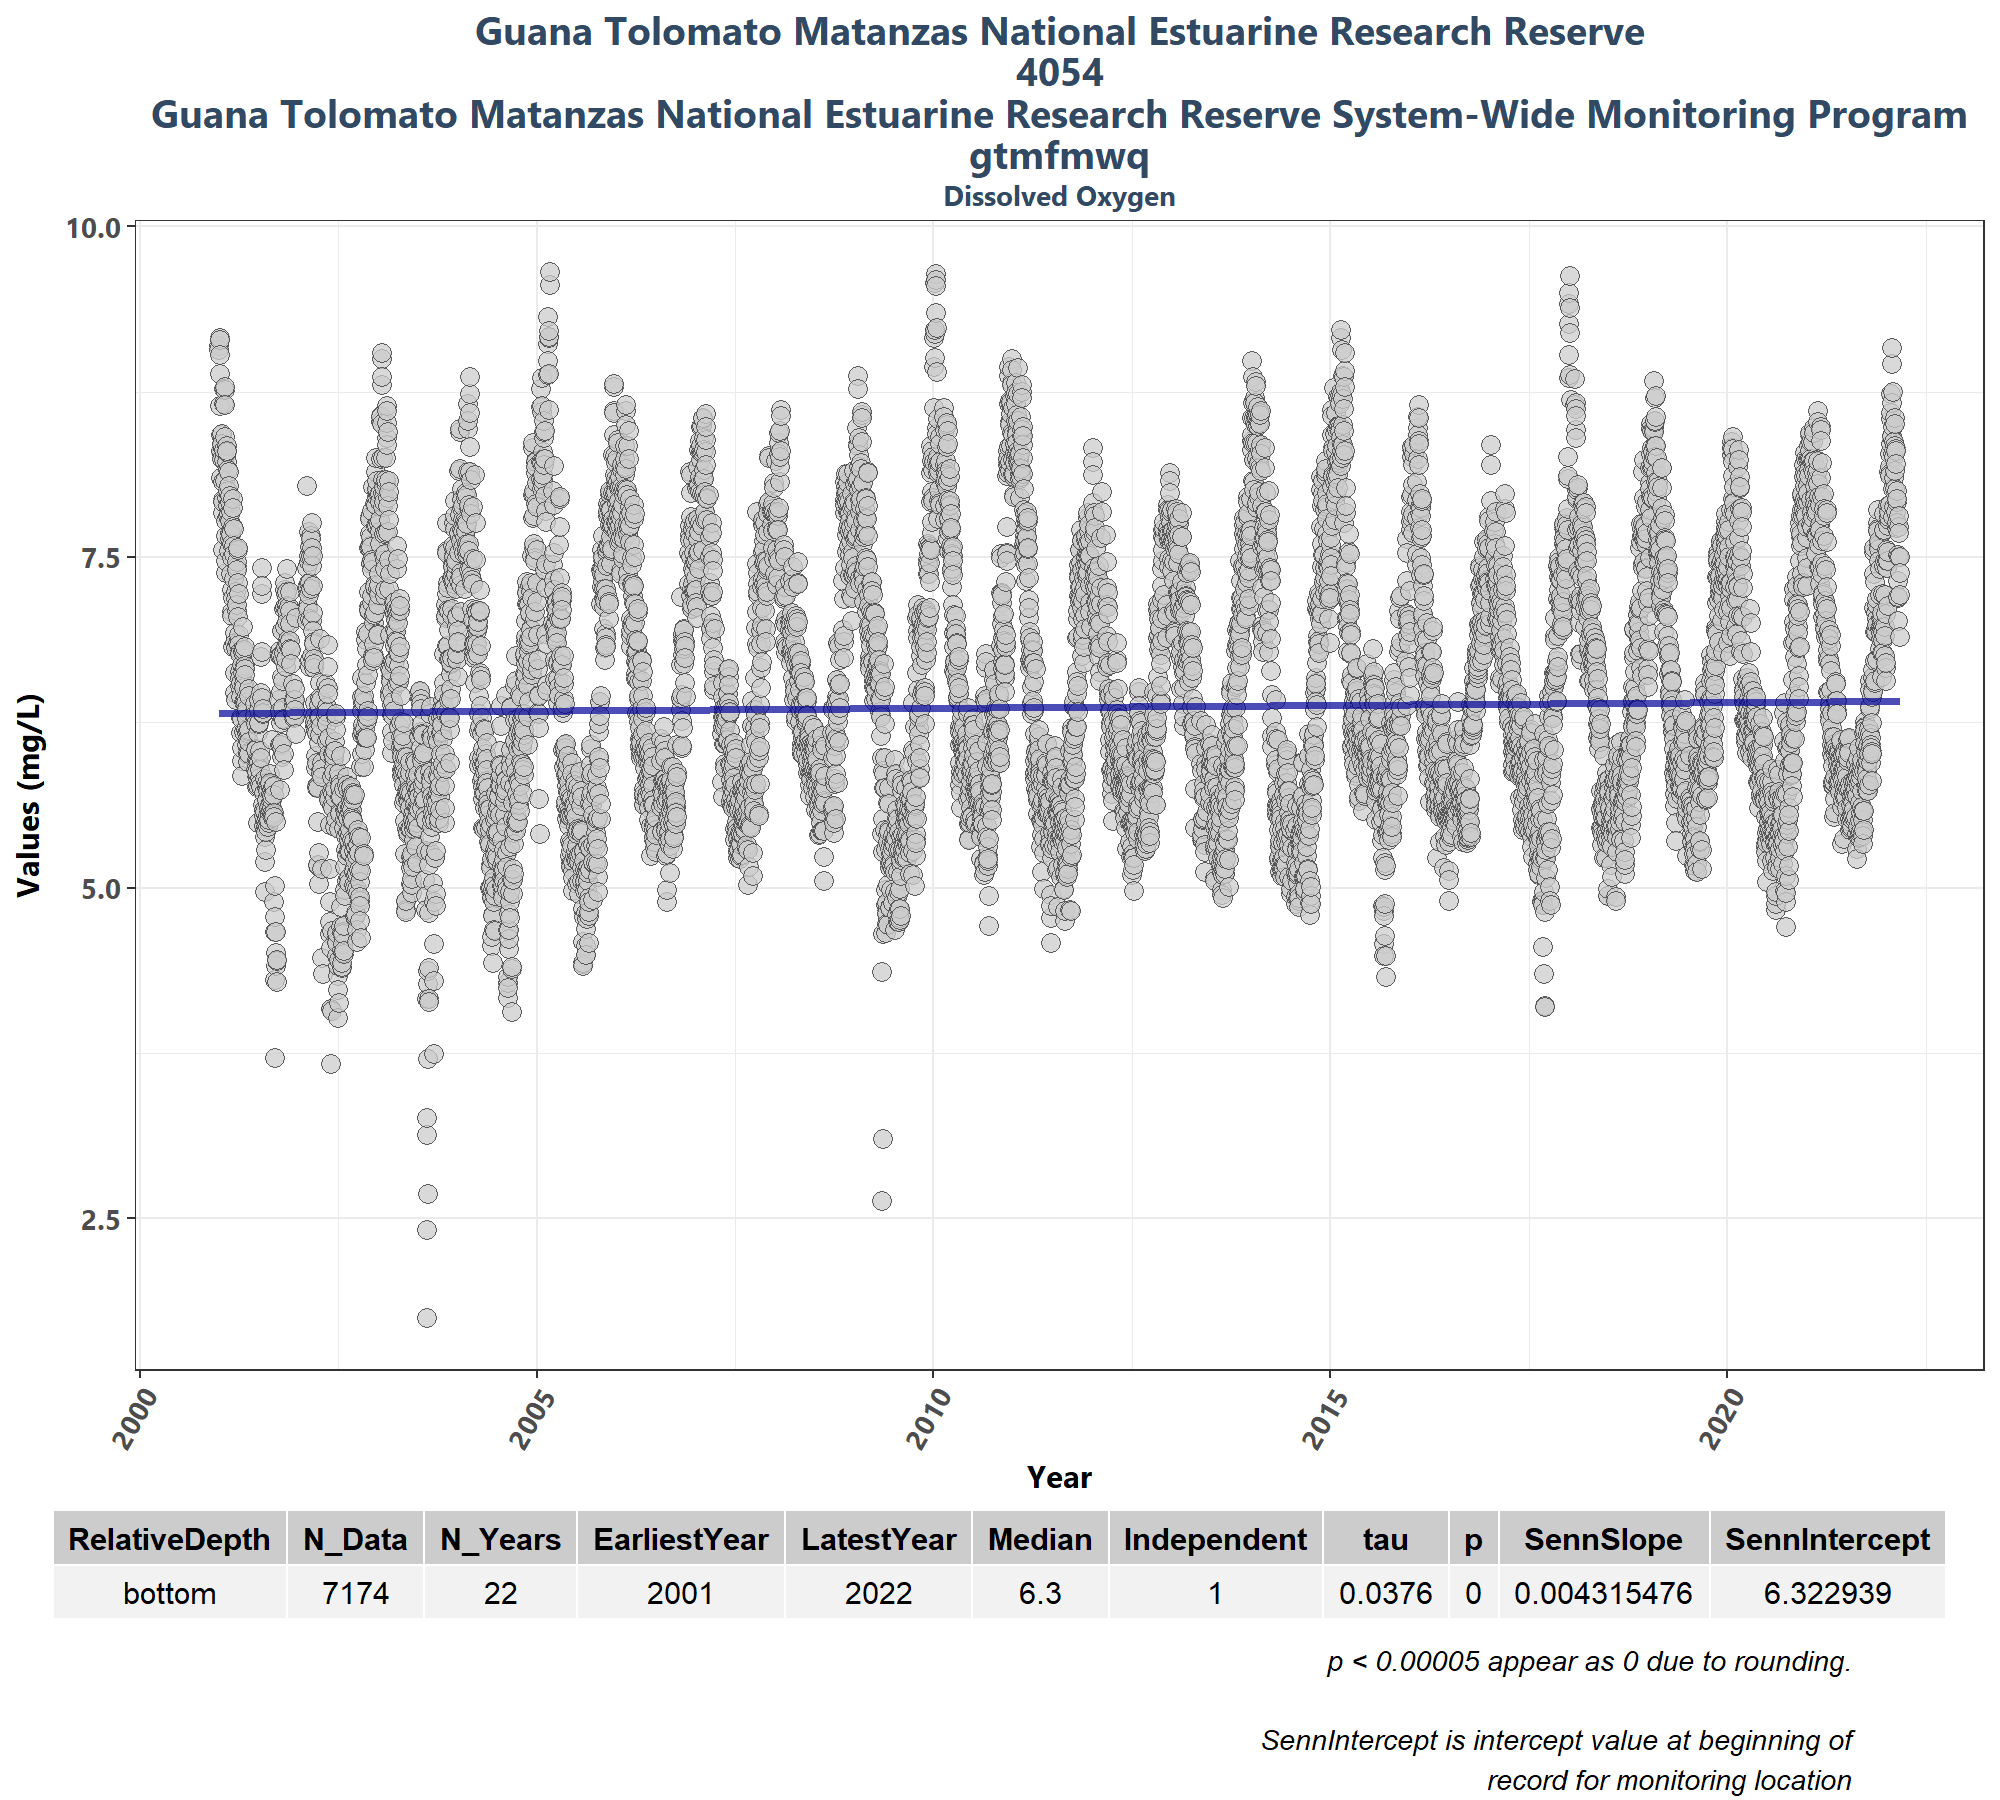 Guana Tolomato Matanzas National Estuarine Research Reserve
4054
Guana Tolomato Matanzas National Estuarine Research Reserve System-Wide Monitoring Program
gtmfmwq
Dissolved Oxygen
10.0
7.5
5.0
2.5
Values (mg/L)
2000 2005 2010 2015 2020
Year
RelativeDepth N_Data N_Years EarliestYear LatestYear Median Independent tau p SennSlope SennIntercept
bottom 7174 22 2001 2022 6.3 1 0.0376 0 0.004315476 6.322939
p < 0.00005 appear as 0 due to rounding.
SennIntercept is intercept value at beginning of
record for monitoring location